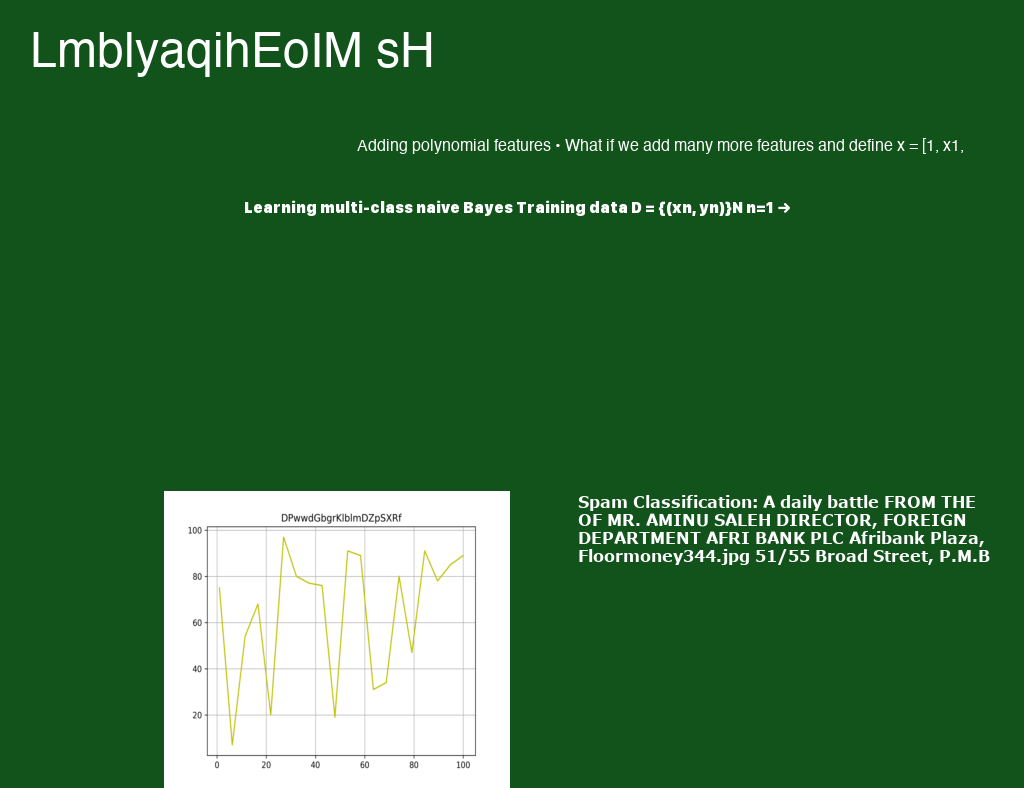 LmblyaqihEoIM sH
Adding polynomial features • What if we add many more features and define x = [1, x1,
Learning multi-class naive Bayes Training data D = {(xn, yn)}N n=1 →
DPwwdGbgrKlblmDZpSXRf
100
80
60
40
20
0 20 40 60 80 100
Spam Classification: A daily battle FROM THE
OF MR. AMINU SALEH DIRECTOR, FOREIGN
DEPARTMENT AFRI BANK PLC Afribank Plaza,
Floormoney344.jpg 51/55 Broad Street, P.M.B